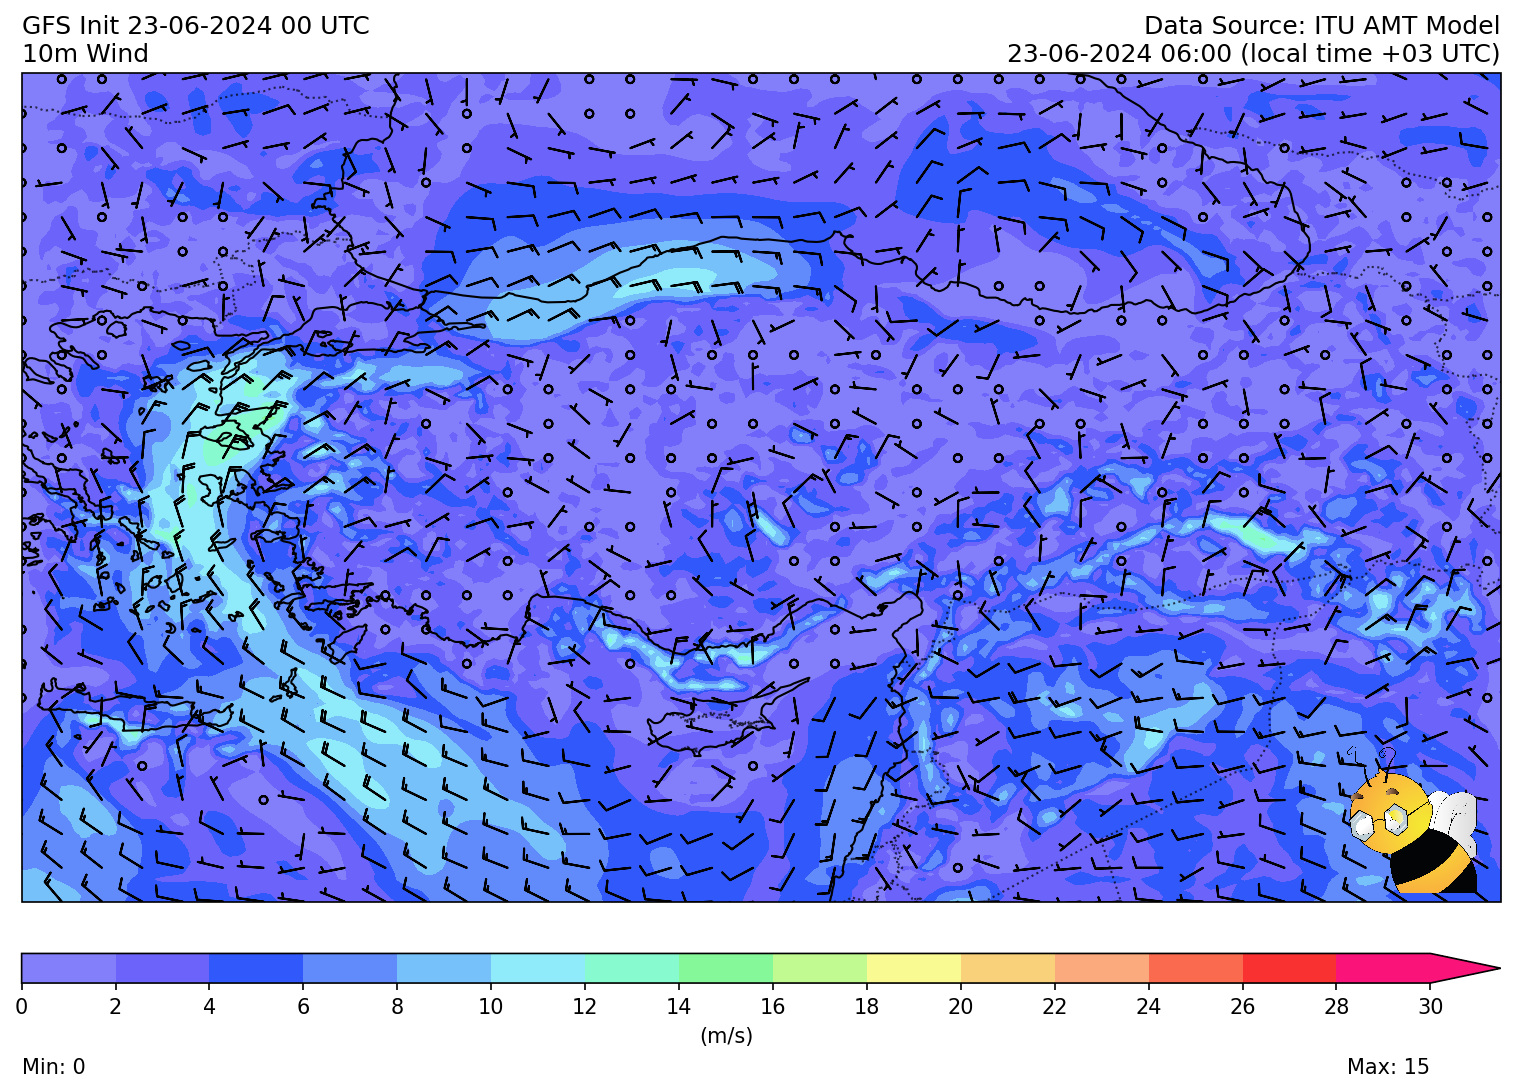 GFS Init 23-06-2024 00 UTC
Data Source: ITU AMT Model
10m Wind
23-06-2024 06:00 (local time +03 UTC)
0 2 4 6 8 10 12 14 16 18 20 22 24 26 28 30
(m/s)
Min: 0
Max: 15